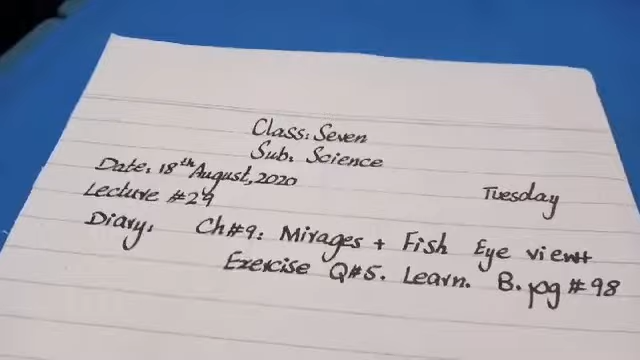 Class: Seven
Sub: Science
Date: 18th August, 2020 Tuesday
Lecture #29
Diary: Ch#9: Mirages + Fish Eye view+
Exercise Q#5. Learn. B. pg #98